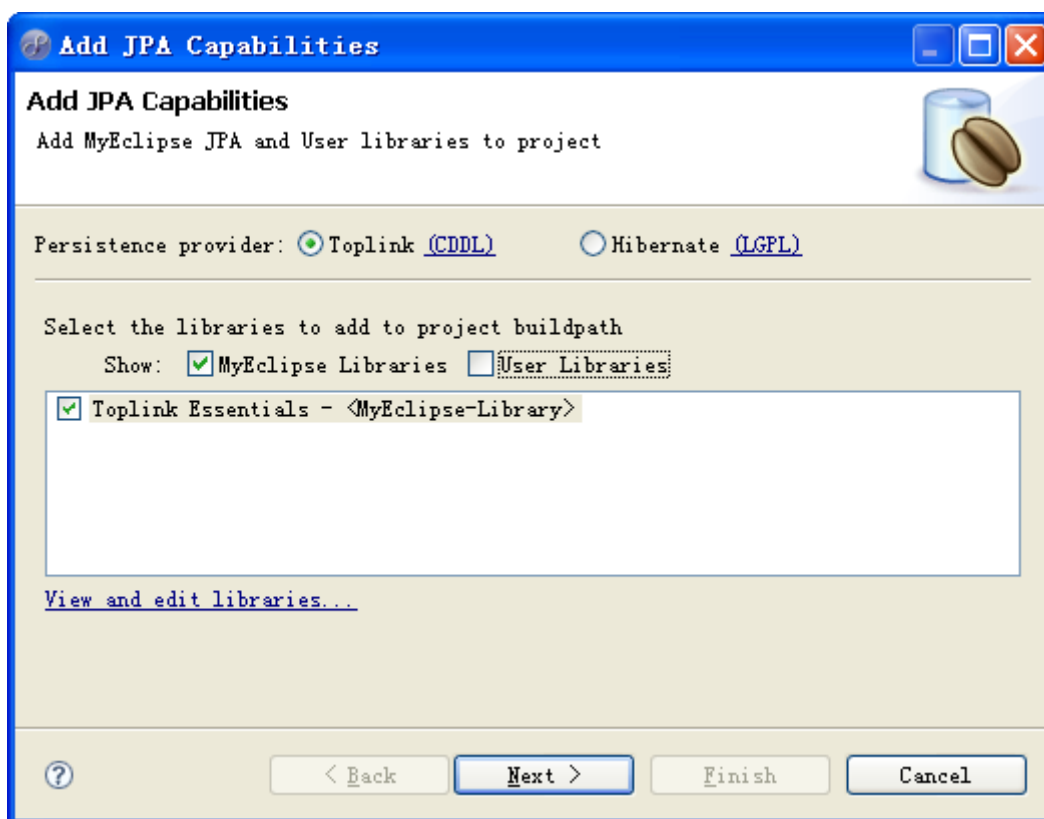 Add JPA Capabilities
Add JPA Capabilities
Add MyEclipse JPA and User libraries to project
Persistence provider: Toplink (CDDL) Hibernate (LGPL)
Select the libraries to add to project buildpath
Show: MyEclipse Libraries User Libraries
Toplink Essentials - <MyEclipse-Library>
View and edit libraries...
? < Back Next > Finish Cancel